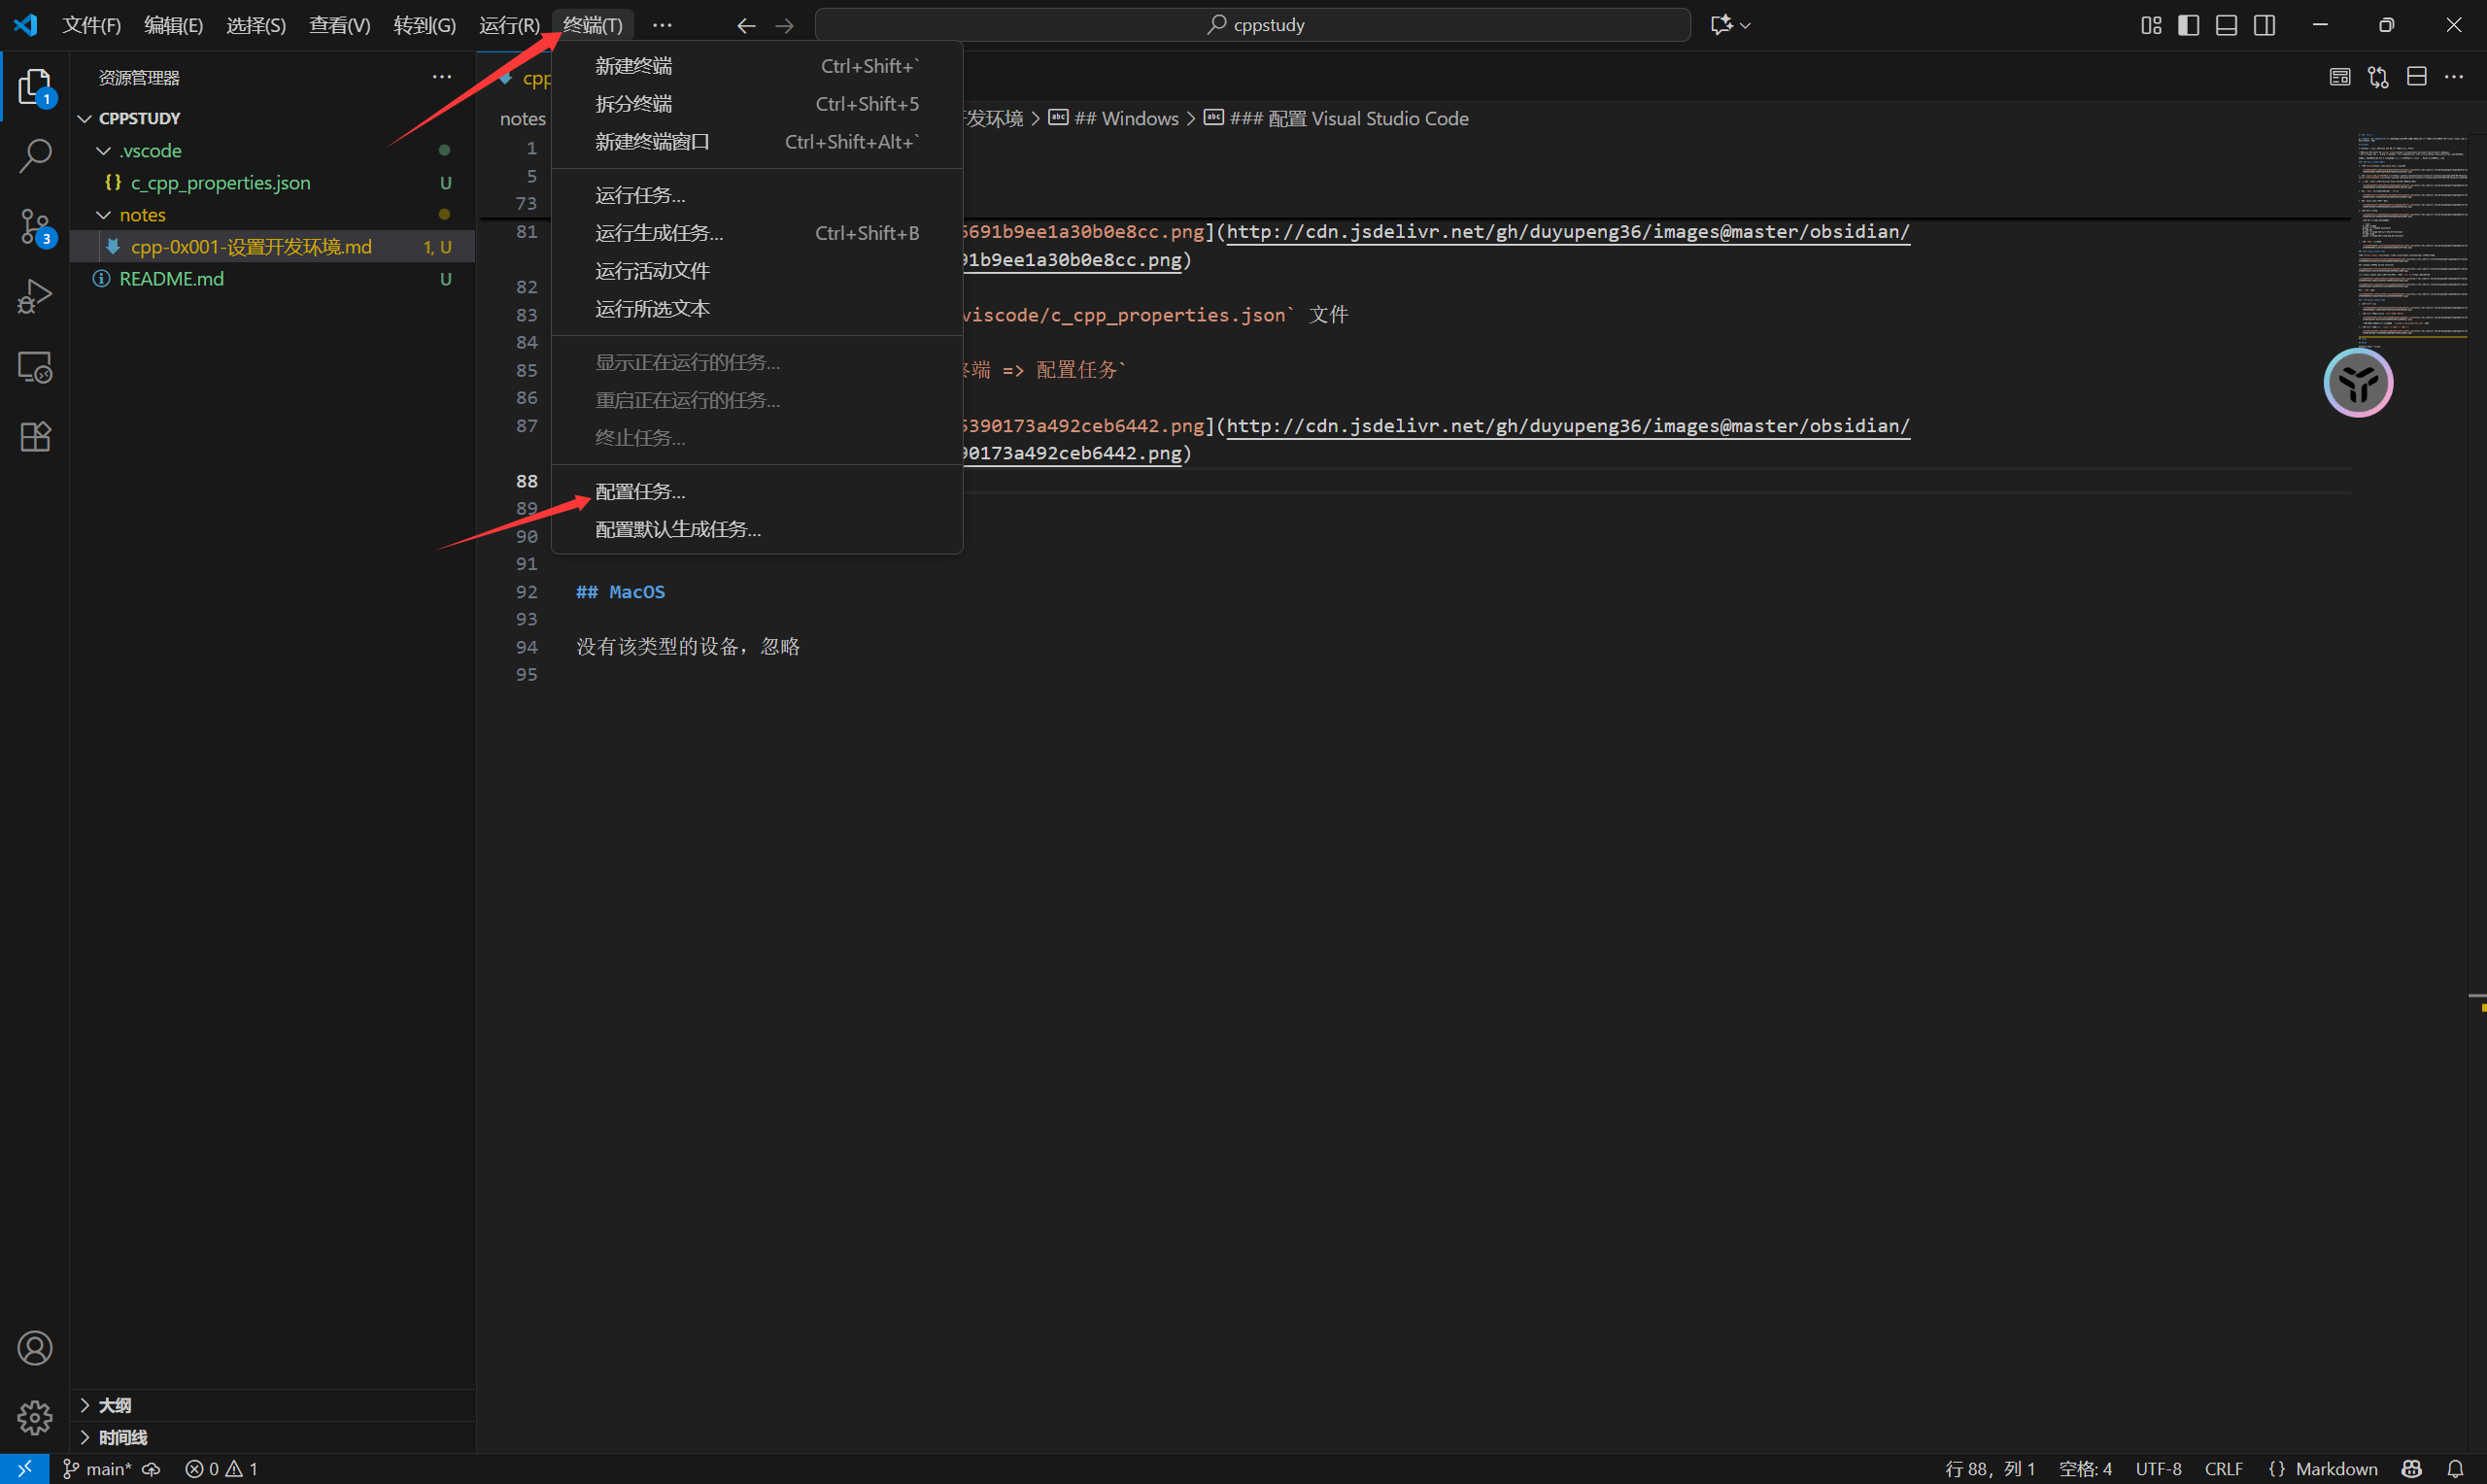 文件(F) 编辑(E) 选择(S) 查看(V) 转到(G) 运行(R) 终端(T) ··· cppstudy
资源管理器 ···
CPPSTUDY
.vscode
{} c_cpp_properties.json U
notes
cpp-0x001-设置开发环境.md 1, U
README.md U
大纲
时间线
cpp
notes 发环境 > ## Windows > ### 配置 Visual Studio Code
新建终端 Ctrl+Shift+`
拆分终端 Ctrl+Shift+5
新建终端窗口 Ctrl+Shift+Alt+`
运行任务...
运行生成任务... Ctrl+Shift+B
运行活动文件
运行所选文本
显示正在运行的任务...
重启正在运行的任务...
终止任务...
配置任务...
配置默认生成任务...
1
5
73
81 5691b9ee1a30b0e8cc.png](http://cdn.jsdelivr.net/gh/duyupeng36/images@master/obsidian/
91b9ee1a30b0e8cc.png)
82
83 viscode/c_cpp_properties.json` 文件
84
85 终端 => 配置任务`
86
87 5390173a492ceb6442.png](http://cdn.jsdelivr.net/gh/duyupeng36/images@master/obsidian/
90173a492ceb6442.png)
88
89
90
91
92 ## MacOS
93
94 没有该类型的设备，忽略
95
main* 0 1 行 88，列 1 空格: 4 UTF-8 CRLF {} Markdown